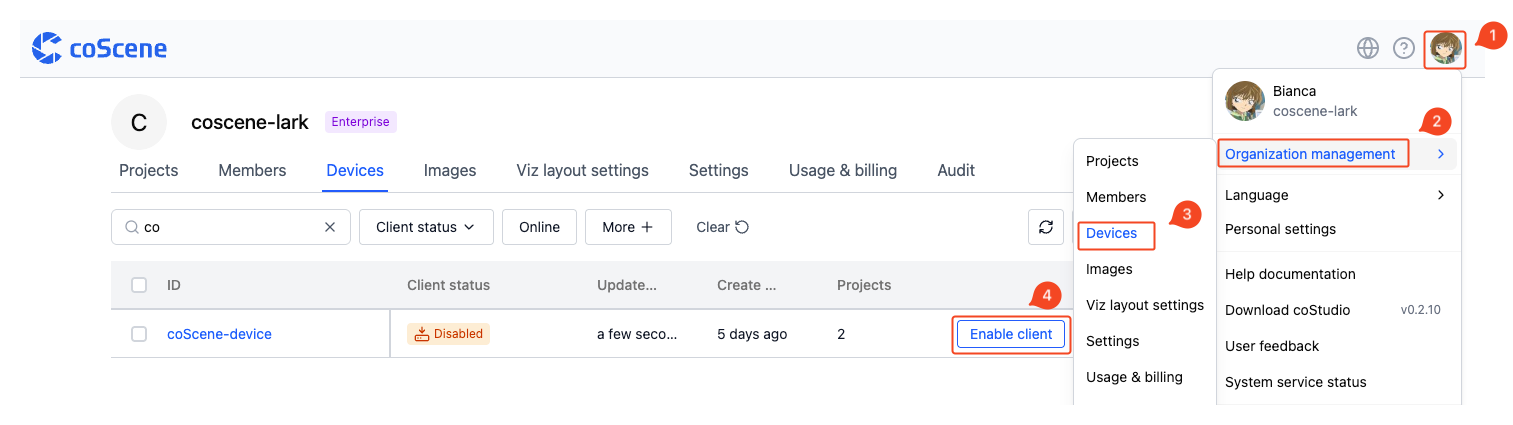 coScene
1
C
coscene-lark
Enterprise
Projects
Members
Devices
Images
Viz layout settings
Settings
Usage & billing
Audit
co
Client status
Online
More
Clear
ID
Client status
Update...
Create ...
Projects
coScene-device
Disabled
a few seco...
5 days ago
2
Enable client
4
Bianca
coscene-lark
2
Organization management
Language
Personal settings
Help documentation
Download coStudio
v0.2.10
User feedback
System service status
Projects
Members
3
Devices
Images
Viz layout settings
Settings
Usage & billing